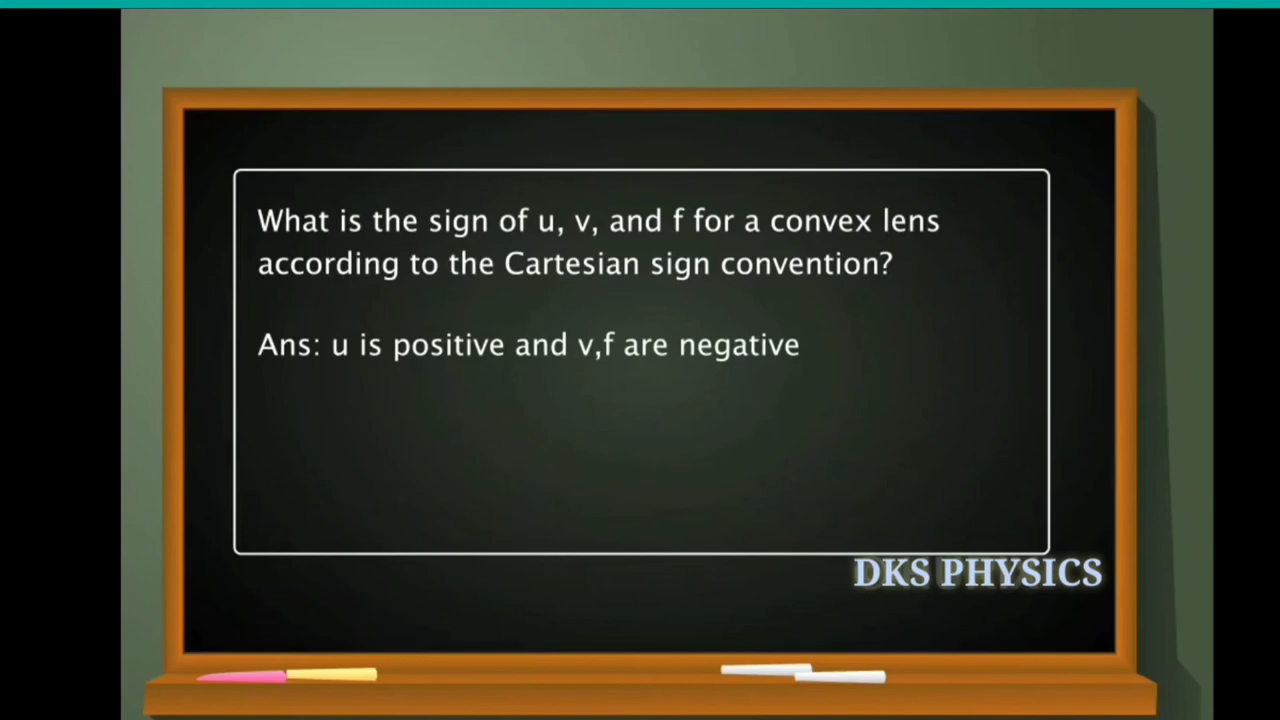 What is the sign of u, v, and f for a convex lens
according to the Cartesian sign convention?
Ans: u is positive and v,f are negative
DKS PHYSICS